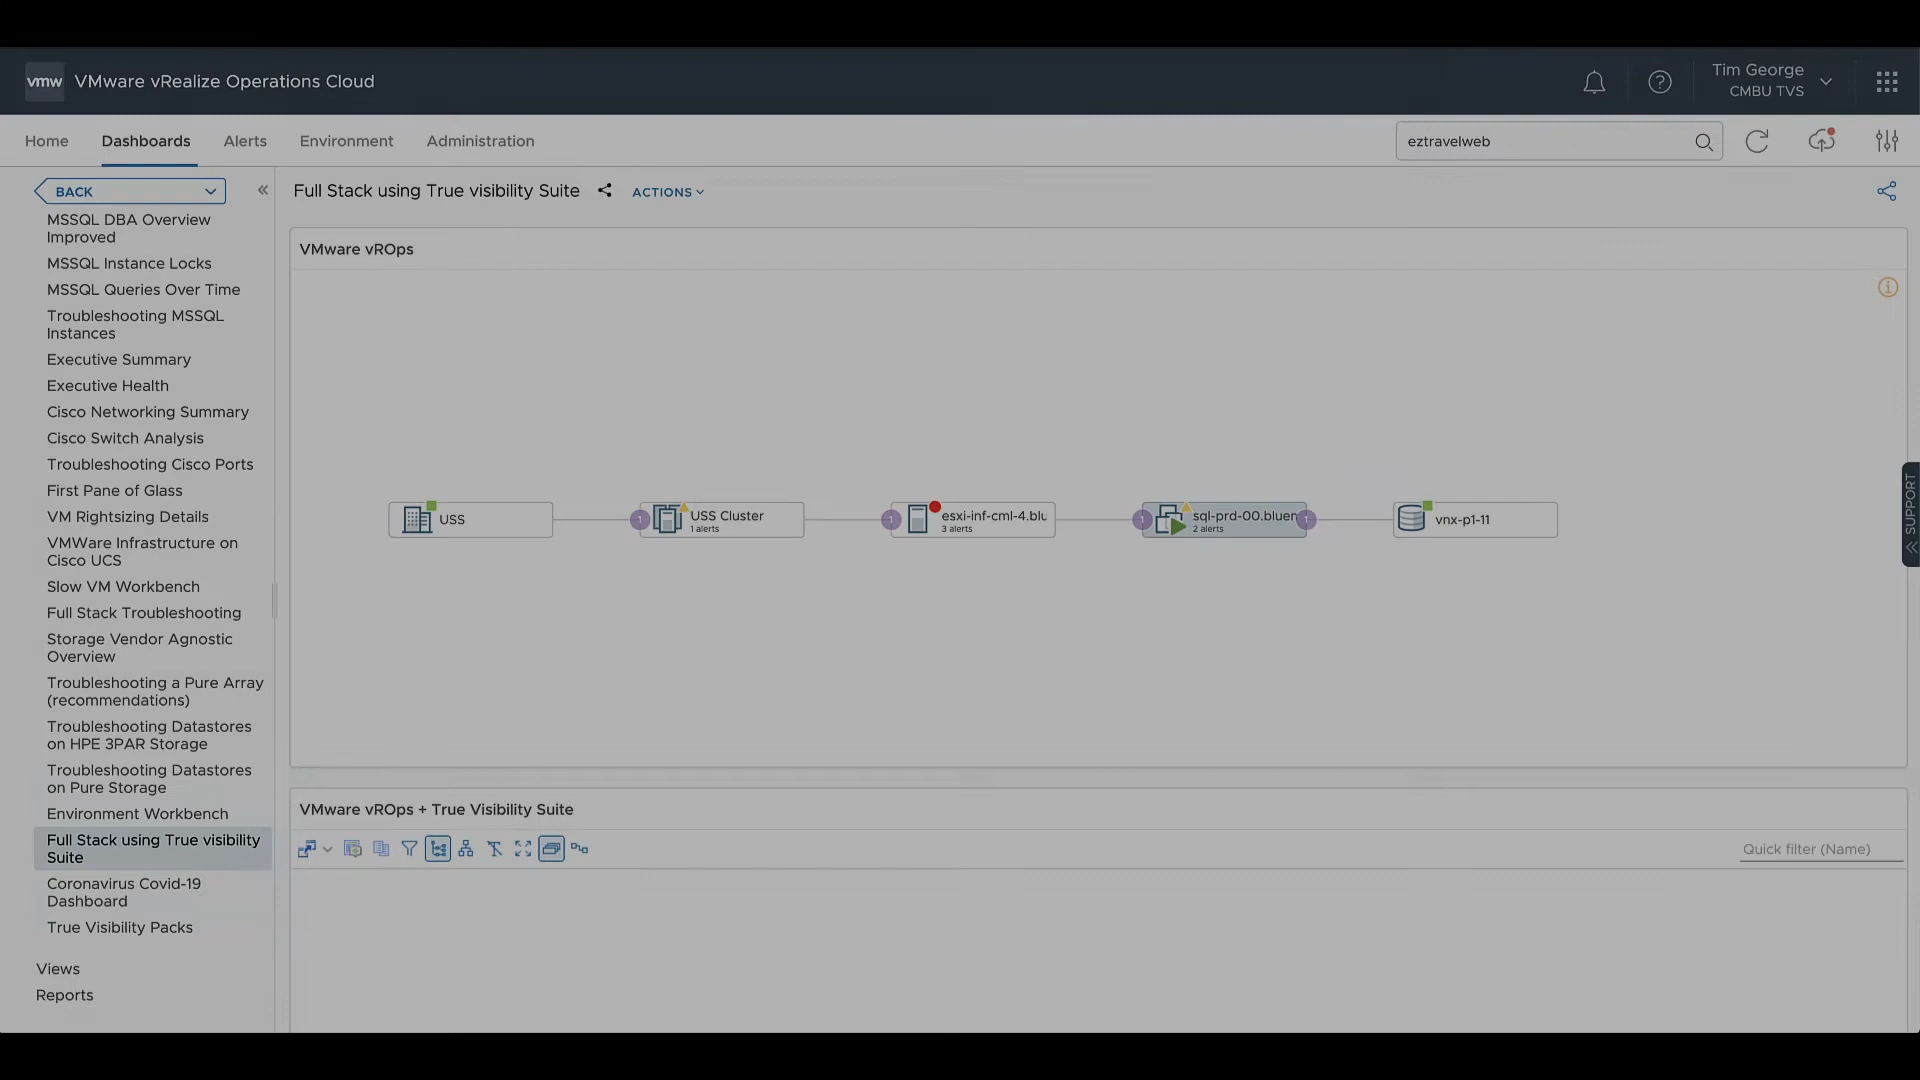 vmw VMware vRealize Operations Cloud
Tim George
CMBU TVS
Home Dashboards Alerts Environment Administration
eztravelweb
BACK
Full Stack using True visibility Suite ACTIONS
MSSQL DBA Overview
Improved
MSSQL Instance Locks
MSSQL Queries Over Time
Troubleshooting MSSQL
Instances
Executive Summary
Executive Health
Cisco Networking Summary
Cisco Switch Analysis
Troubleshooting Cisco Ports
First Pane of Glass
VM Rightsizing Details
VMWare Infrastructure on
Cisco UCS
Slow VM Workbench
Full Stack Troubleshooting
Storage Vendor Agnostic
Overview
Troubleshooting a Pure Array
(recommendations)
Troubleshooting Datastores
on HPE 3PAR Storage
Troubleshooting Datastores
on Pure Storage
Environment Workbench
Full Stack using True visibility
Suite
Coronavirus Covid-19
Dashboard
True Visibility Packs
Views
Reports
VMware vROps
USS
1
USS Cluster
1 alerts
1
esxi-inf-cml-4.blu
3 alerts
1
sql-prd-00.bluen
2 alerts
1
vnx-p1-11
SUPPORT
VMware vROps + True Visibility Suite
Quick filter (Name)